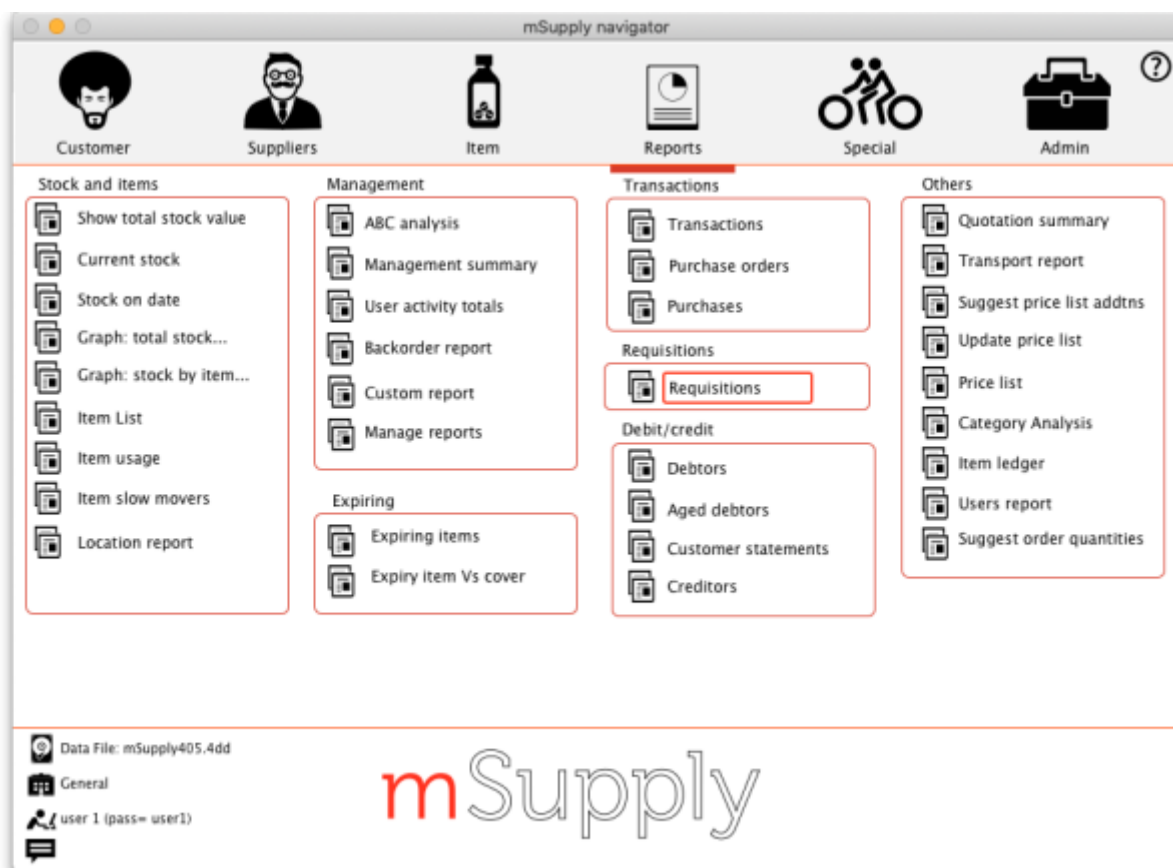 mSupply navigator
?
Customer
Suppliers
Item
Reports
Special
Admin
Stock and items
Show total stock value
Current stock
Stock on date
Graph: total stock...
Graph: stock by item...
Item List
Item usage
Item slow movers
Location report
Management
ABC analysis
Management summary
User activity totals
Backorder report
Custom report
Manage reports
Expiring
Expiring items
Expiry item Vs cover
Transactions
Transactions
Purchase orders
Purchases
Requisitions
Requisitions
Debit/credit
Debtors
Aged debtors
Customer statements
Creditors
Others
Quotation summary
Transport report
Suggest price list addtns
Update price list
Price list
Category Analysis
Item ledger
Users report
Suggest order quantities
Data File: mSupply405.4dd
General
user 1 (pass= user1)
mSupply